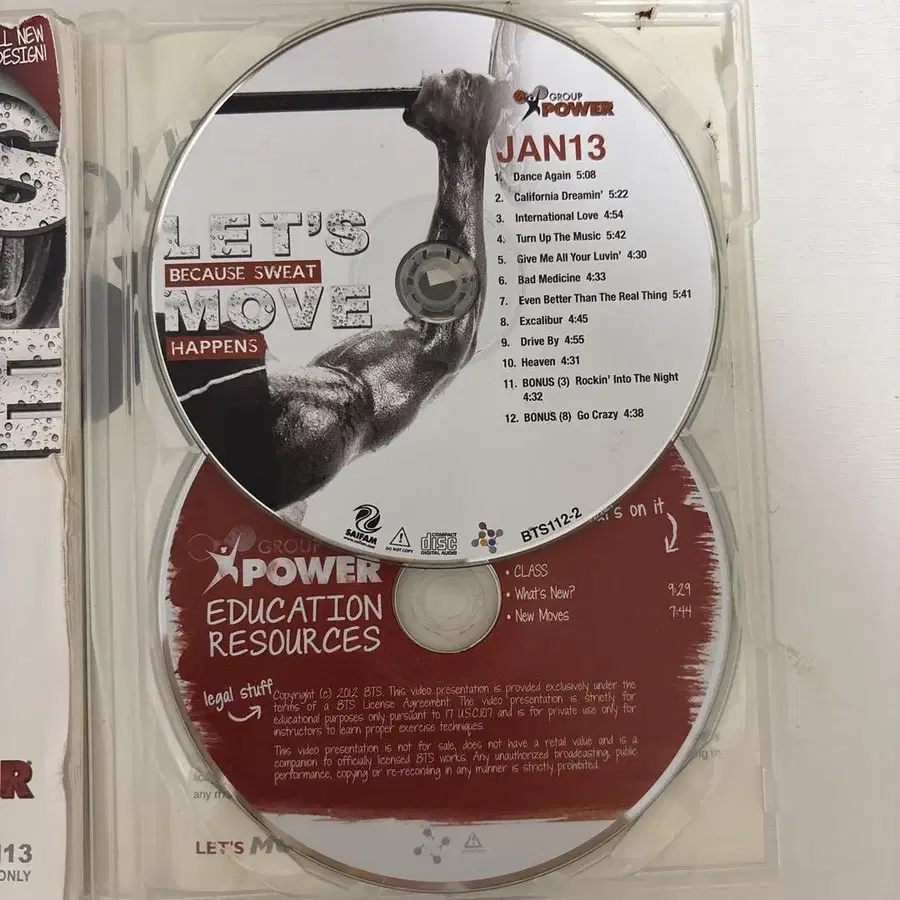 NEW
DESIGN!
GROUP
POWER
JAN13
1. Dance Again 5:08
2. California Dreamin' 5:22
3. International Love 4:54
4. Turn Up The Music 5:42
5. Give Me All Your Luvin' 4:30
6. Bad Medicine 4:33
7. Even Better Than The Real Thing 5:41
8. Excalibur 4:45
9. Drive By 4:55
10. Heaven 4:31
11. BONUS (3) Rockin' Into The Night
4:32
12. BONUS (8) Go Crazy 4:38
LET'S
BECAUSE SWEAT
MOVE
HAPPENS
SAIFAM
DO NOT COPY
COMPACT
disc
DIGITAL AUDIO
BTS112-2
on it
GROUP
POWER
EDUCATION
RESOURCES
• CLASS
• What's New? 9:29
• New Moves 7:44
legal stuff
Copyright (c) 2012 BTS. This video presentation is provided exclusively under the
terms of a BTS License Agreement. The video presentation is strictly for
educational purposes only pursuant to 17 U.S.C.107 and is for private use only for
instructors to learn proper exercise techniques.
This video presentation is not for sale, does not have a retail value and is a
companion to officially licensed BTS works. Any unauthorized broadcasting, public
performance, copying or re-recording in any manner is strictly prohibited.
any
LET'S
R
13
ONLY